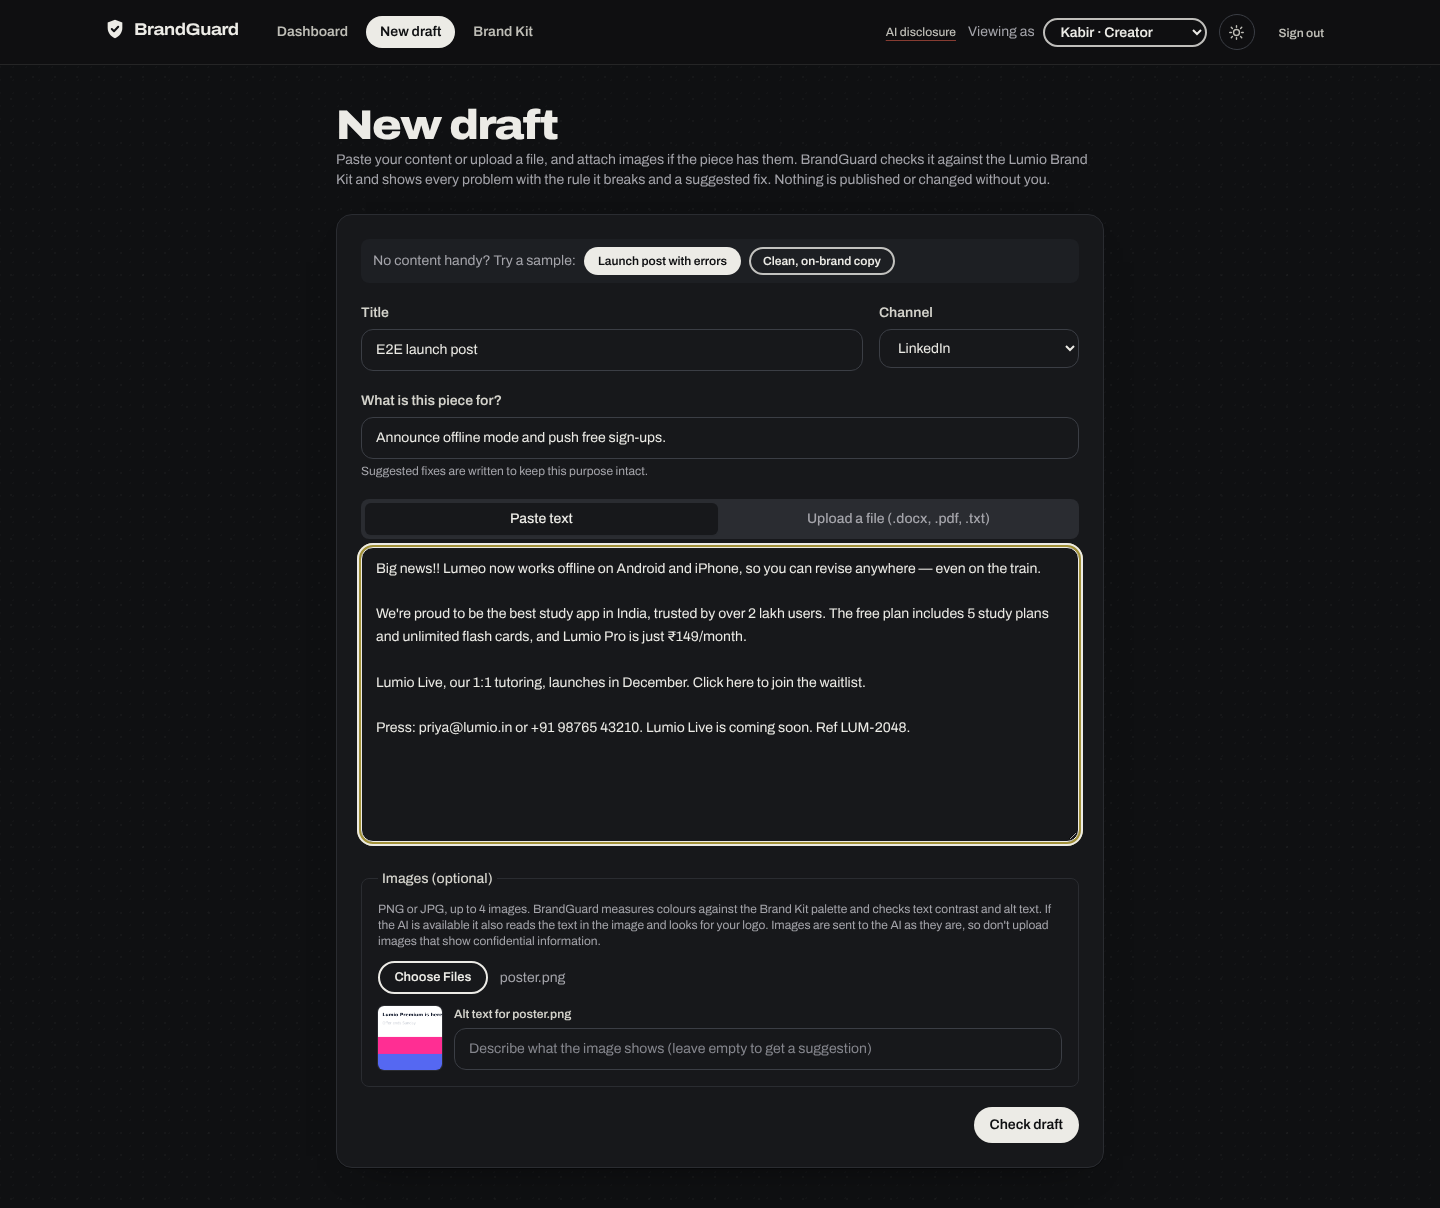 BrandGuard
Dashboard
New draft
Brand Kit
AI disclosure
Viewing as
Kabir · Creator
Sign out
New draft
Paste your content or upload a file, and attach images if the piece has them. BrandGuard checks it against the Lumio Brand
Kit and shows every problem with the rule it breaks and a suggested fix. Nothing is published or changed without you.
No content handy? Try a sample:
Launch post with errors
Clean, on-brand copy
Title
Channel
E2E launch post
LinkedIn
What is this piece for?
Announce offline mode and push free sign-ups.
Suggested fixes are written to keep this purpose intact.
Paste text
Upload a file (.docx, .pdf, .txt)
Big news!! Lumeo now works offline on Android and iPhone, so you can revise anywhere — even on the train.
We're proud to be the best study app in India, trusted by over 2 lakh users. The free plan includes 5 study plans
and unlimited flash cards, and Lumio Pro is just ₹149/month.
Lumio Live, our 1:1 tutoring, launches in December. Click here to join the waitlist.
Press: priya@lumio.in or +91 98765 43210. Lumio Live is coming soon. Ref LUM-2048.
Images (optional)
PNG or JPG, up to 4 images. BrandGuard measures colours against the Brand Kit palette and checks text contrast and alt text. If
the AI is available it also reads the text in the image and looks for your logo. Images are sent to the AI as they are, so don't upload
images that show confidential information.
Choose Files
poster.png
Lumio Premium is
Alt text for poster.png
Describe what the image shows (leave empty to get a suggestion)
Check draft